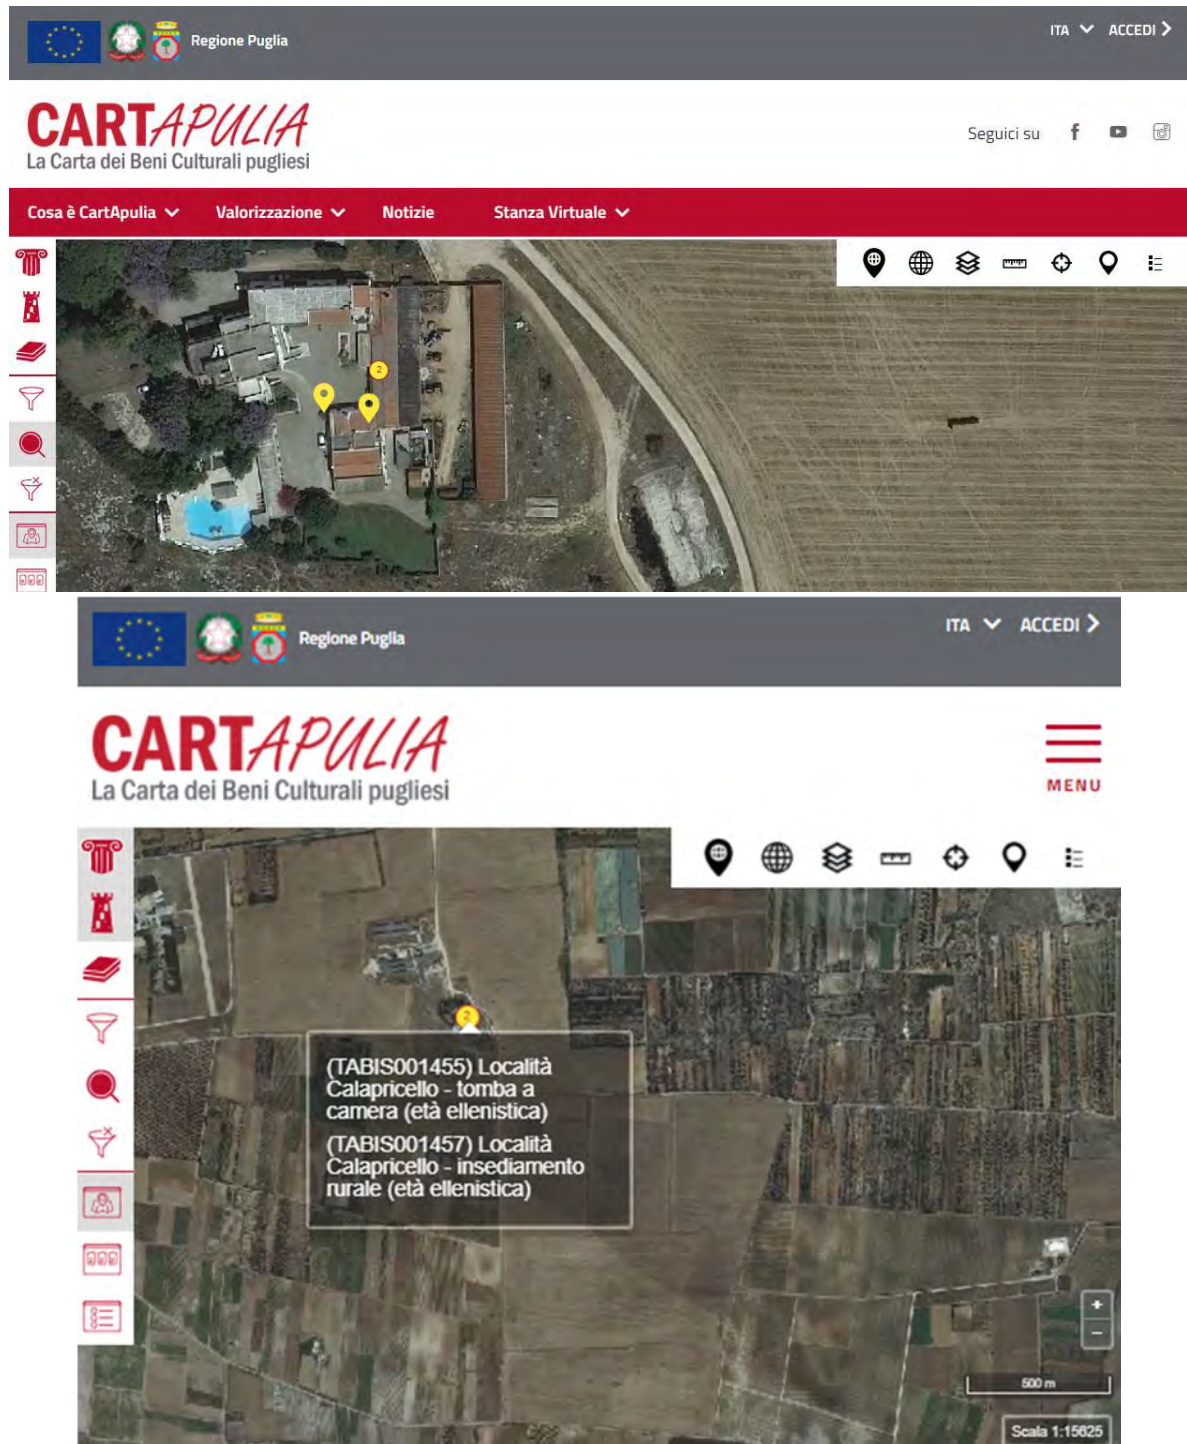 Regione Puglia
ITA ACCEDI
CARTAPULIA
La Carta dei Beni Culturali pugliesi
Seguici su
Cosa è CartApulia Valorizzazione Notizie Stanza Virtuale
2
Regione Puglia
ITA ACCEDI
CARTAPULIA
La Carta dei Beni Culturali pugliesi
MENU
2
(TABIS001455) Località
Calapricello - tomba a
camera (età ellenistica)
(TABIS001457) Località
Calapricello - insediamento
rurale (età ellenistica)
+
−
500 m
Scala 1:15625